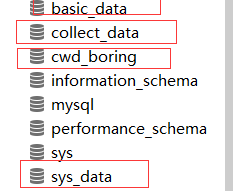 basic_data
collect_data
cwd_boring
information_schema
mysql
performance_schema
sys
sys_data